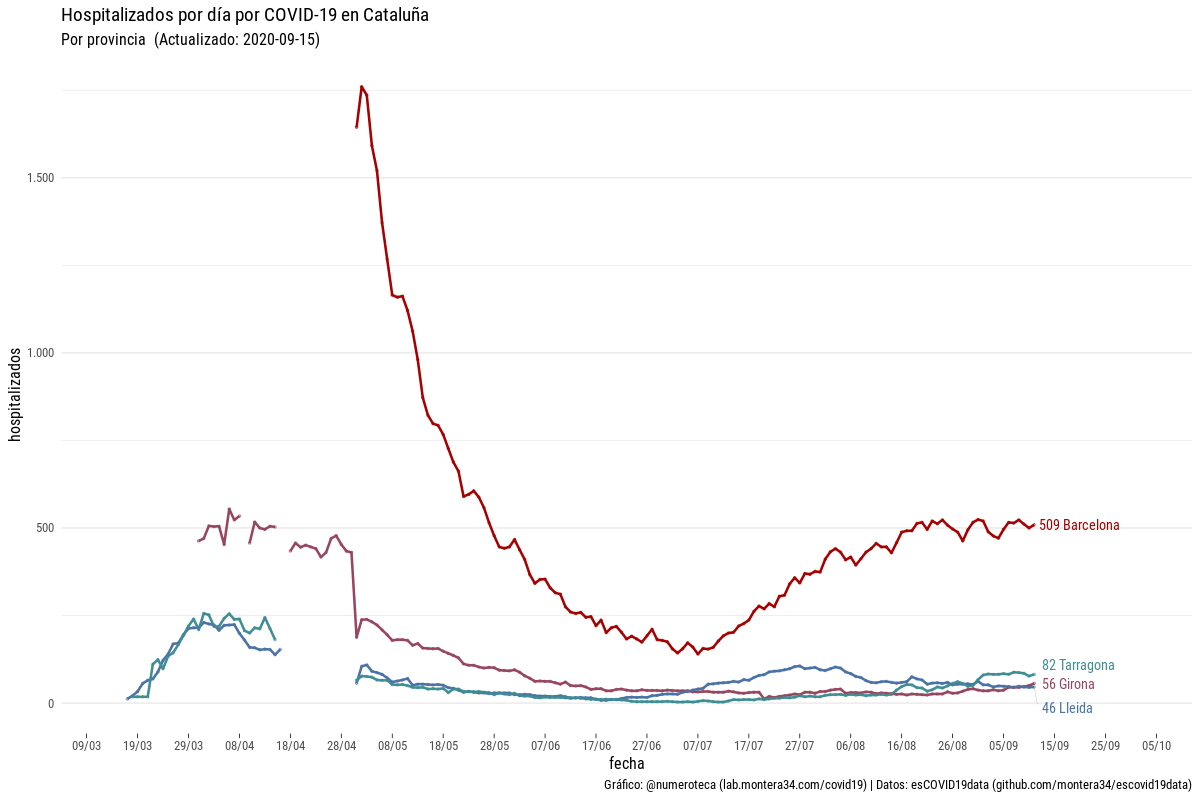 Hospitalizados por día por COVID-19 en Cataluña
Por provincia  (Actualizado: 2020-09-15)
hospitalizados
1.500
1.000
500
0
509 Barcelona
82 Tarragona
56 Girona
46 Lleida
09/03 19/03 29/03 08/04 18/04 28/04 08/05 18/05 28/05 07/06 17/06 27/06 07/07 17/07 27/07 06/08 16/08 26/08 05/09 15/09 25/09 05/10
fecha
Gráfico: @numeroteca (lab.montera34.com/covid19) | Datos: esCOVID19data (github.com/montera34/escovid19data)